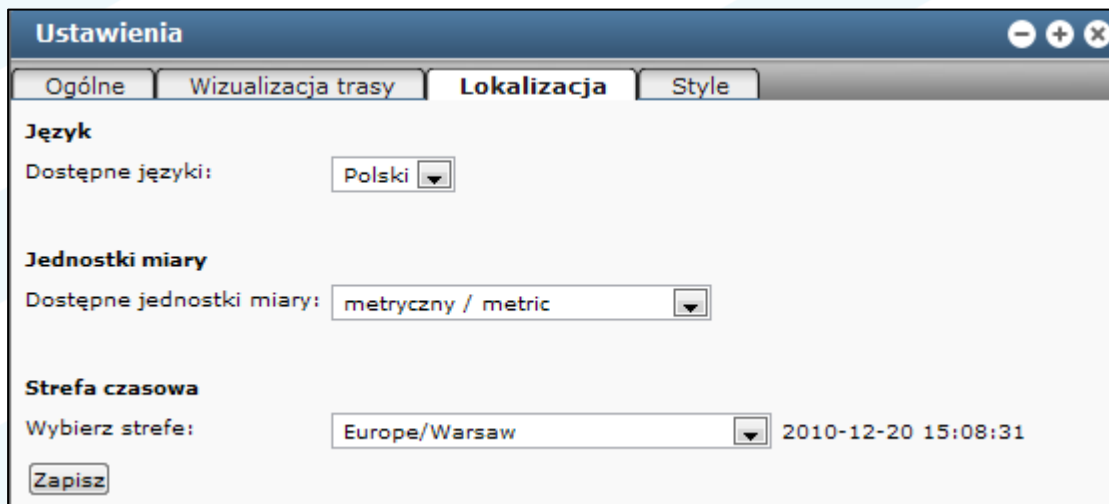 Ustawienia
Ogólne Wizualizacja trasy Lokalizacja Style
Język
Dostępne języki: Polski
Jednostki miary
Dostępne jednostki miary: metryczny / metric
Strefa czasowa
Wybierz strefe: Europe/Warsaw 2010-12-20 15:08:31
Zapisz